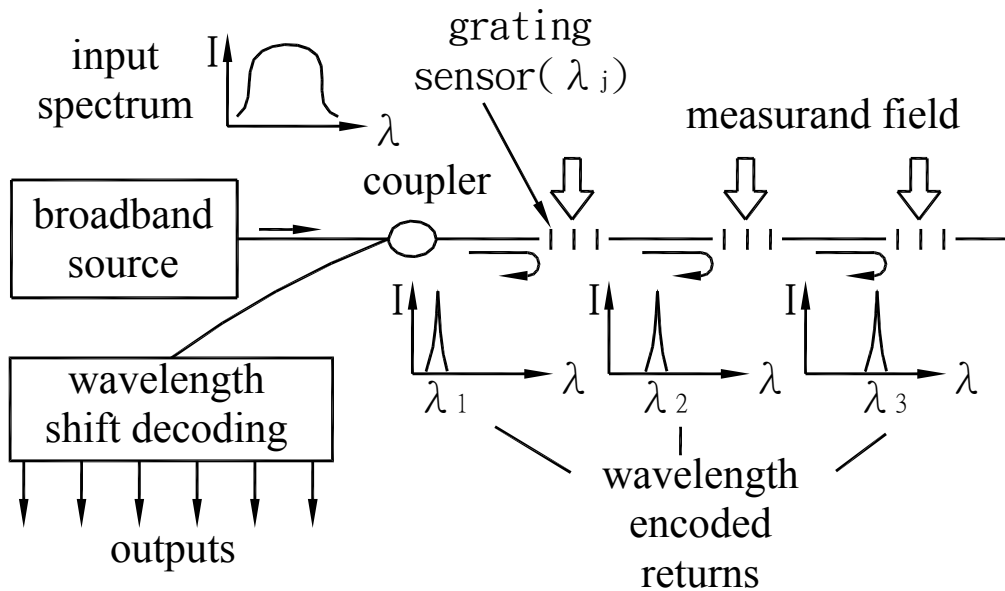 input
spectrum
I
λ
grating
sensor(λj)
measurand field
coupler
broadband
source
I
λ
λ1
I
λ
λ2
I
λ
λ3
wavelength
shift decoding
outputs
wavelength
encoded
returns